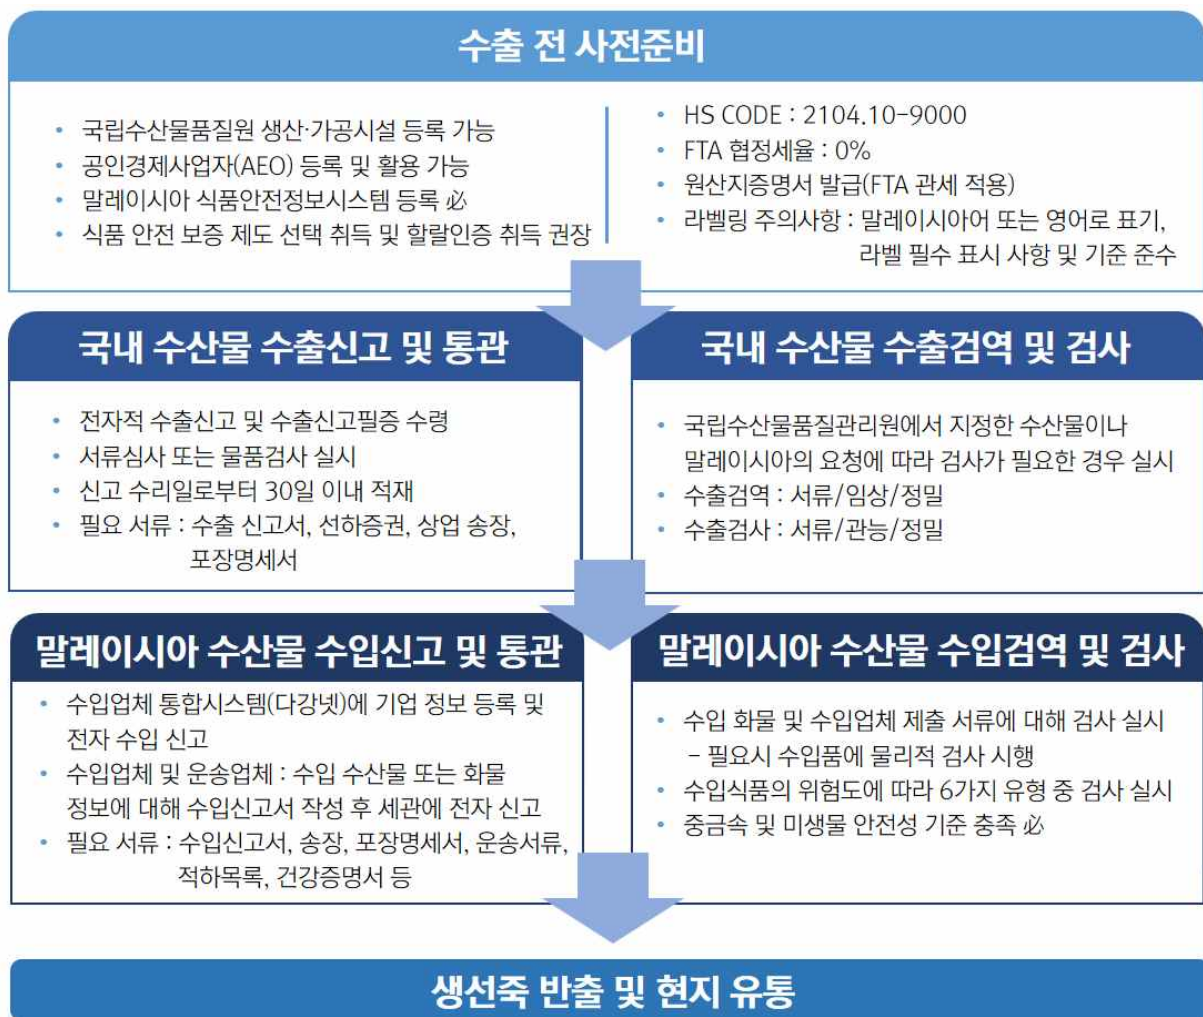 수출 전 사전준비
• 국립수산물품질원 생산·가공시설 등록 가능
• 공인경제사업자(AEO) 등록 및 활용 가능
• 말레이시아 식품안전정보시스템 등록 必
• 식품 안전 보증 제도 선택 취득 및 할랄인증 취득 권장
• HS CODE : 2104.10-9000
• FTA 협정세율 : 0%
• 원산지증명서 발급(FTA 관세 적용)
• 라벨링 주의사항 : 말레이시아어 또는 영어로 표기,
라벨 필수 표시 사항 및 기준 준수
국내 수산물 수출신고 및 통관
• 전자적 수출신고 및 수출신고필증 수령
• 서류심사 또는 물품검사 실시
• 신고 수리일로부터 30일 이내 적재
• 필요 서류 : 수출 신고서, 선하증권, 상업 송장,
포장명세서
국내 수산물 수출검역 및 검사
• 국립수산물품질관리원에서 지정한 수산물이나
말레이시아의 요청에 따라 검사가 필요한 경우 실시
• 수출검역 : 서류/임상/정밀
• 수출검사 : 서류/관능/정밀
말레이시아 수산물 수입신고 및 통관
• 수입업체 통합시스템(다강넷)에 기업 정보 등록 및
전자 수입 신고
• 수입업체 및 운송업체 : 수입 수산물 또는 화물
정보에 대해 수입신고서 작성 후 세관에 전자 신고
• 필요 서류 : 수입신고서, 송장, 포장명세서, 운송서류,
적하목록, 건강증명서 등
말레이시아 수산물 수입검역 및 검사
• 수입 화물 및 수입업체 제출 서류에 대해 검사 실시
- 필요시 수입품에 물리적 검사 시행
• 수입식품의 위험도에 따라 6가지 유형 중 검사 실시
• 중금속 및 미생물 안전성 기준 충족 必
생선죽 반출 및 현지 유통